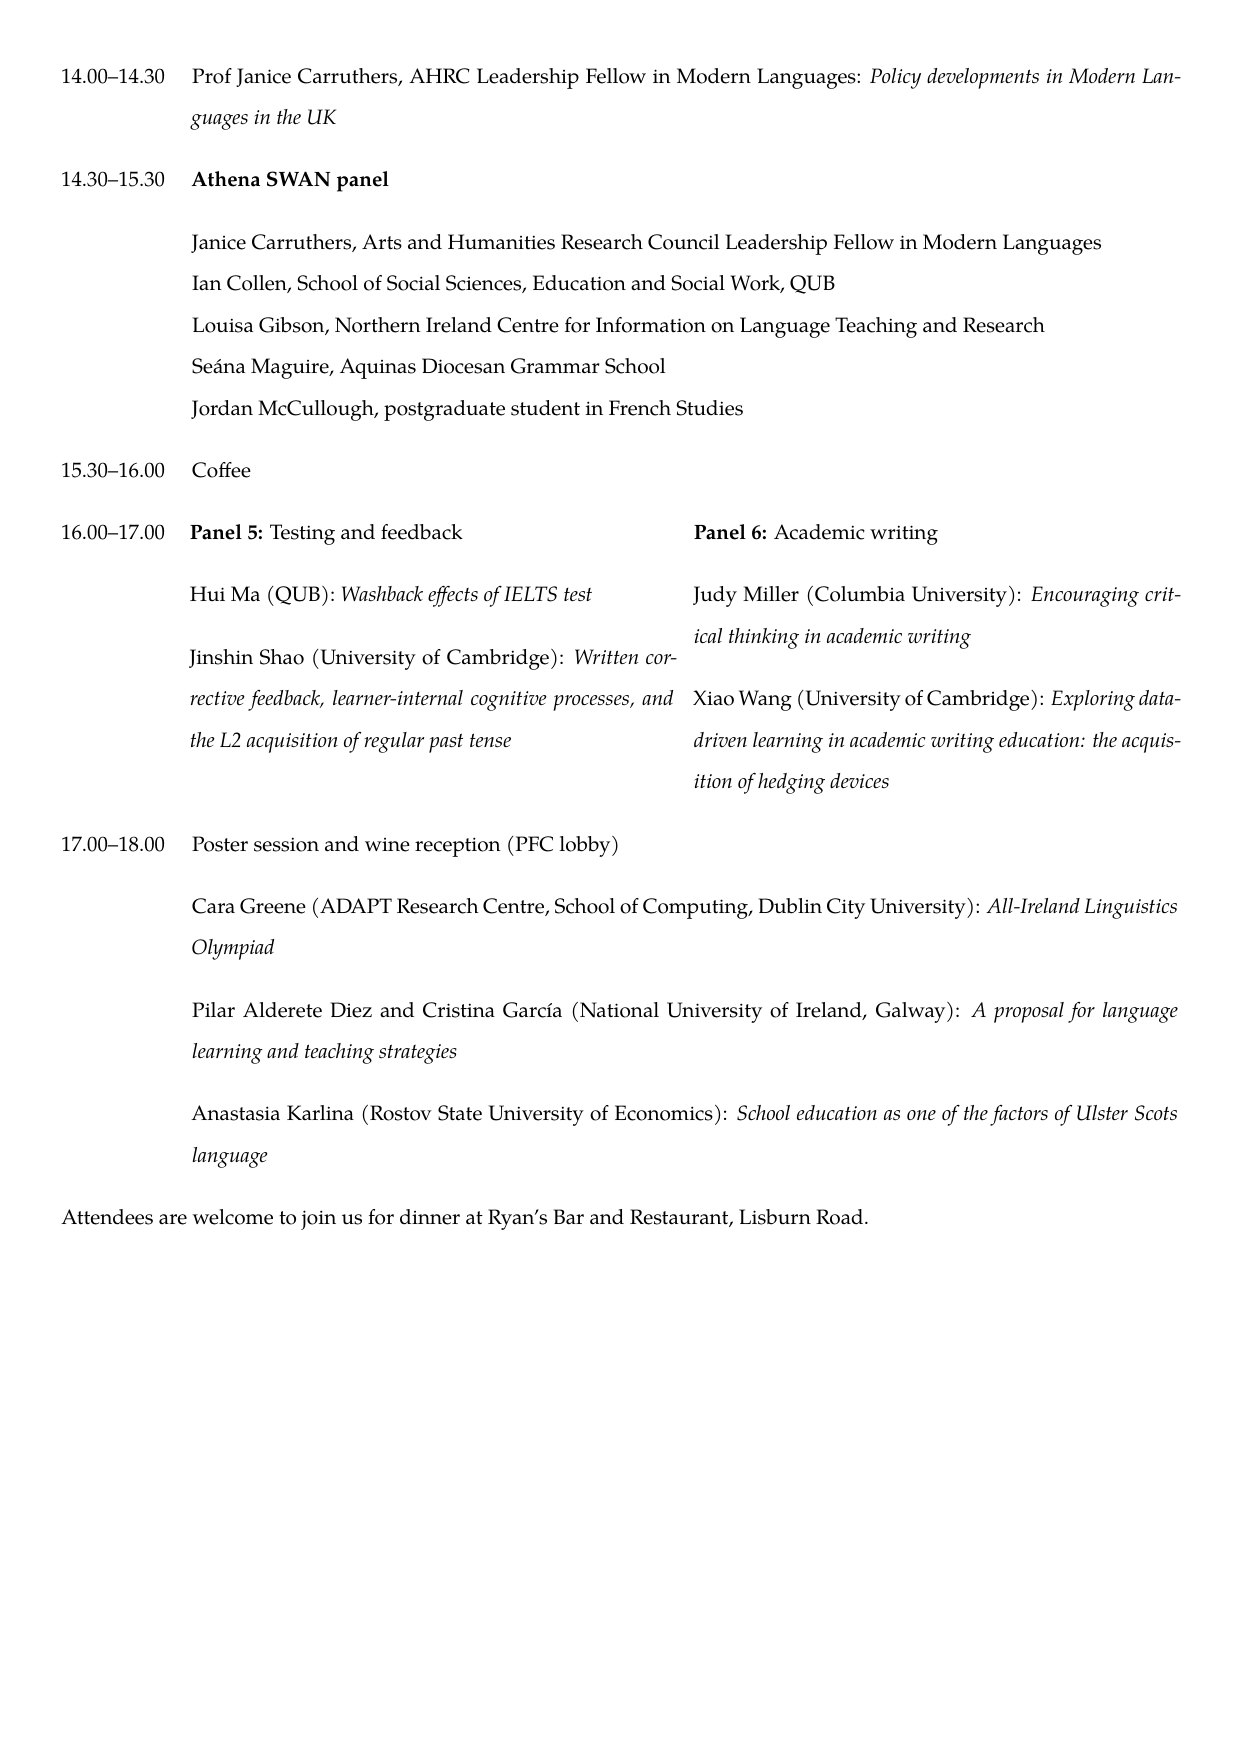 14.00–14.30 Prof Janice Carruthers, AHRC Leadership Fellow in Modern Languages: Policy developments in Modern Lan-
guages in the UK
14.30–15.30 Athena SWAN panel
Janice Carruthers, Arts and Humanities Research Council Leadership Fellow in Modern Languages
Ian Collen, School of Social Sciences, Education and Social Work, QUB
Louisa Gibson, Northern Ireland Centre for Information on Language Teaching and Research
Seána Maguire, Aquinas Diocesan Grammar School
Jordan McCullough, postgraduate student in French Studies
15.30–16.00 Coffee
16.00–17.00 Panel 5: Testing and feedback
Hui Ma (QUB): Washback effects of IELTS test
Jinshin Shao (University of Cambridge): Written cor-
rective feedback, learner-internal cognitive processes, and
the L2 acquisition of regular past tense
Panel 6: Academic writing
Judy Miller (Columbia University): Encouraging crit-
ical thinking in academic writing
Xiao Wang (University of Cambridge): Exploring data-
driven learning in academic writing education: the acquis-
ition of hedging devices
17.00–18.00 Poster session and wine reception (PFC lobby)
Cara Greene (ADAPT Research Centre, School of Computing, Dublin City University): All-Ireland Linguistics
Olympiad
Pilar Alderete Diez and Cristina García (National University of Ireland, Galway): A proposal for language
learning and teaching strategies
Anastasia Karlina (Rostov State University of Economics): School education as one of the factors of Ulster Scots
language
Attendees are welcome to join us for dinner at Ryan's Bar and Restaurant, Lisburn Road.